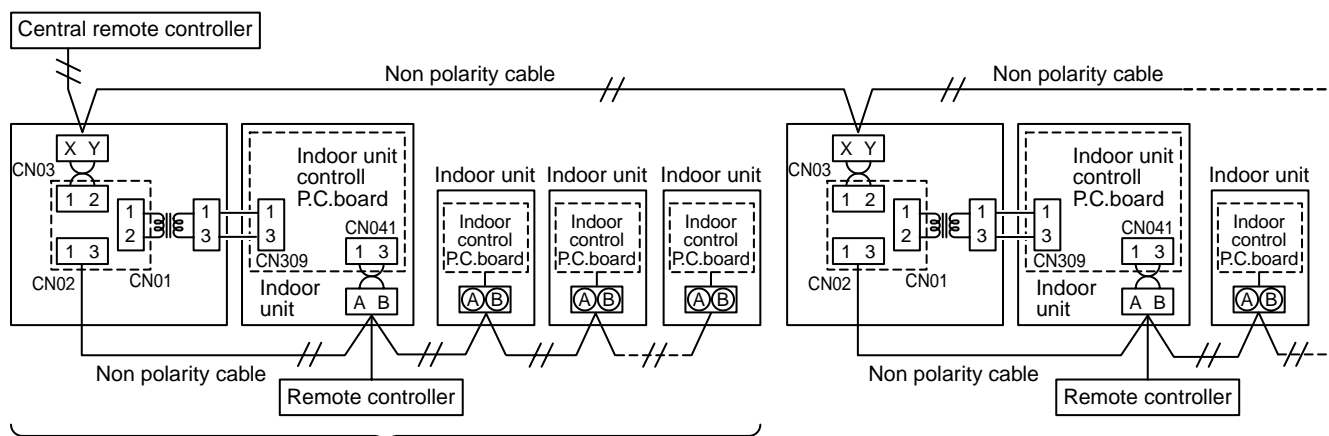 Central remote controller
Non polarity cable
Non polarity cable
X Y
CN03
1 2
1
2
1
3
1 3
CN02
CN01
Indoor unit
controll
P.C.board
1
3
CN309
CN041
1 3
Indoor
unit
A B
Indoor unit
Indoor
control
P.C.board
A B
Indoor unit
Indoor
control
P.C.board
A B
Indoor unit
Indoor
control
P.C.board
A B
Non polarity cable
Remote controller
X Y
CN03
1 2
1
2
1
3
1 3
CN02
CN01
Indoor unit
controll
P.C.board
1
3
CN309
CN041
1 3
Indoor
unit
A B
Indoor unit
Indoor
control
P.C.board
A B
Non polarity cable
Remote controller